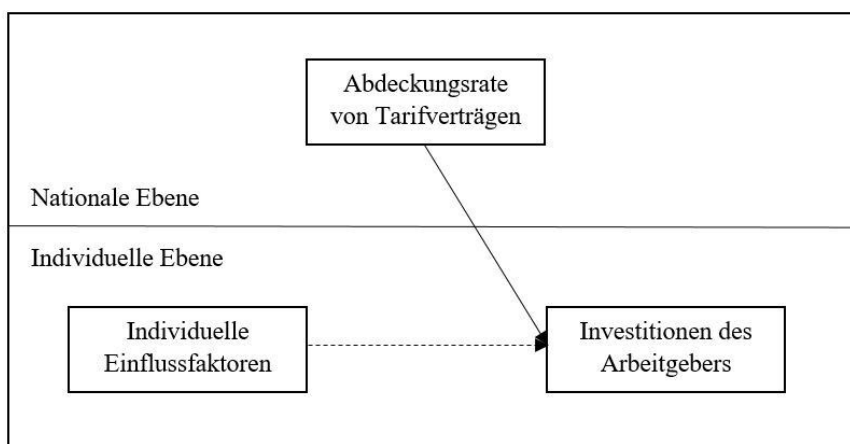 Abdeckungsrate
von Tarifverträgen
Nationale Ebene
Individuelle Ebene
Individuelle
Einflussfaktoren
Investitionen des
Arbeitgebers